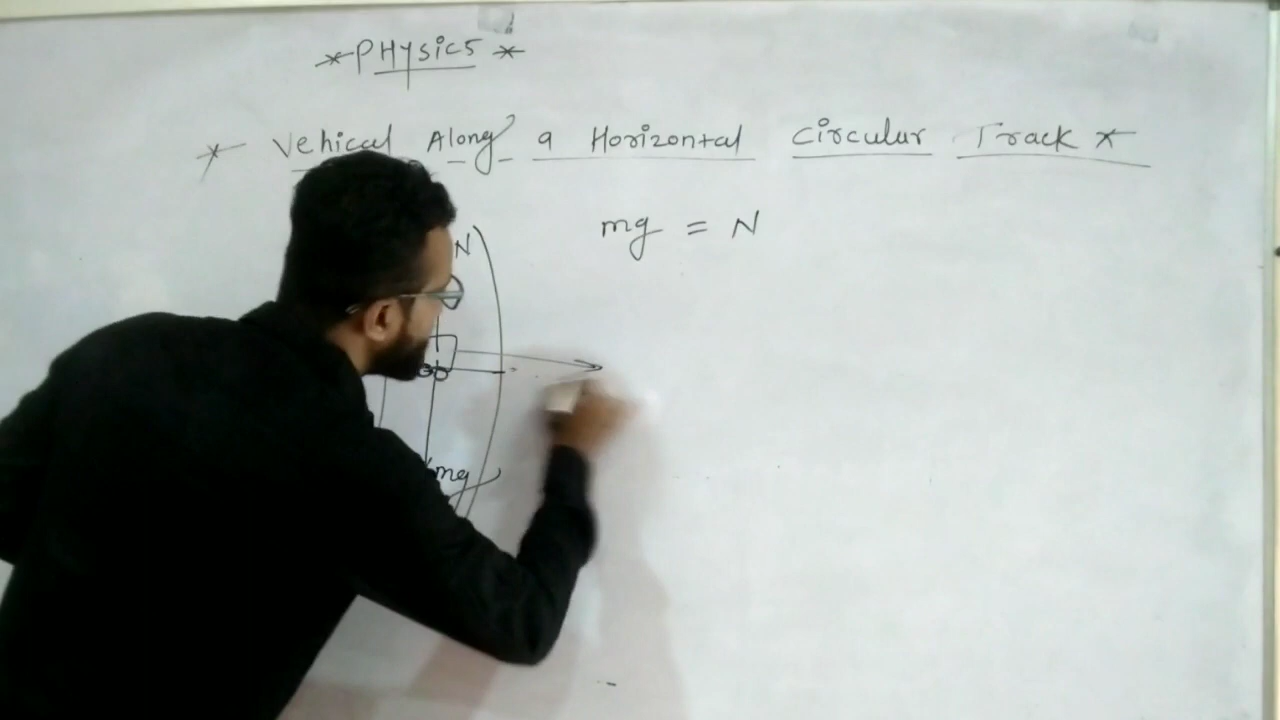 * PHYSICS *
* Vehical Along a Horizontal Circular Track *
mg = N
N
mg